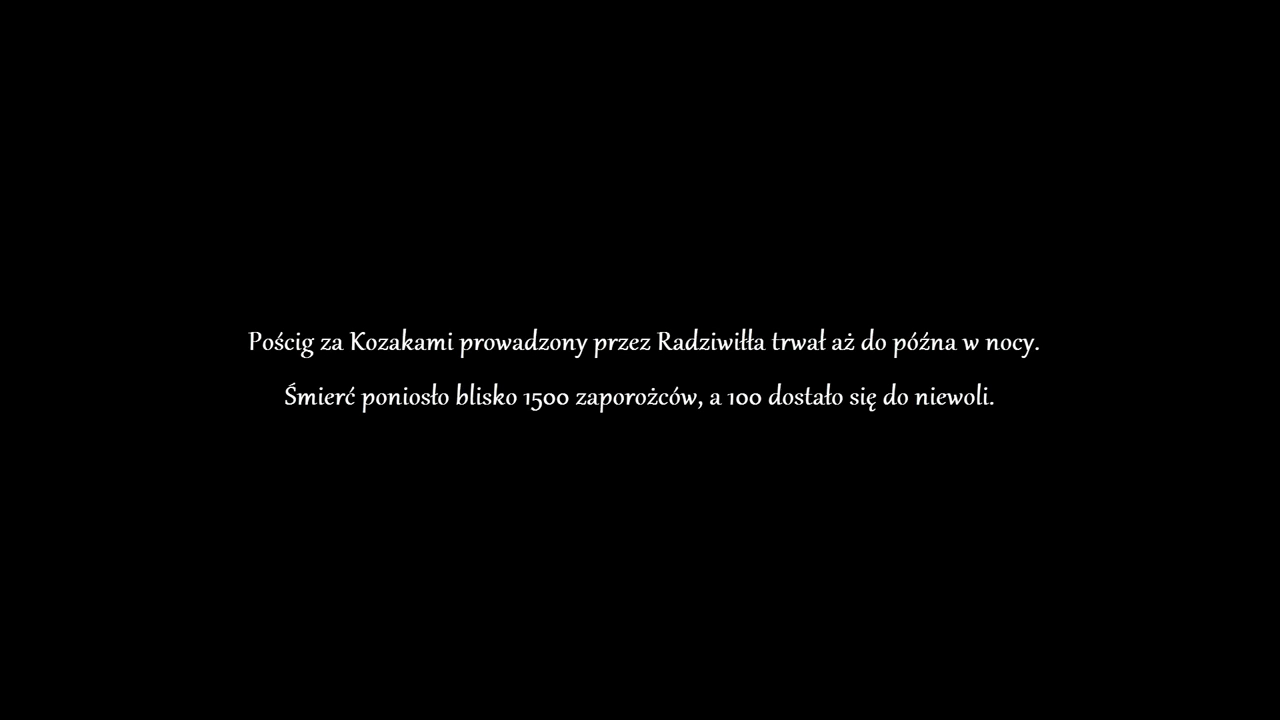 Pościg za Kozakami prowadzony przez Radziwiłła trwał aż do późna w nocy.
Śmierć poniosło blisko 1500 zaporożców, a 100 dostało się do niewoli.